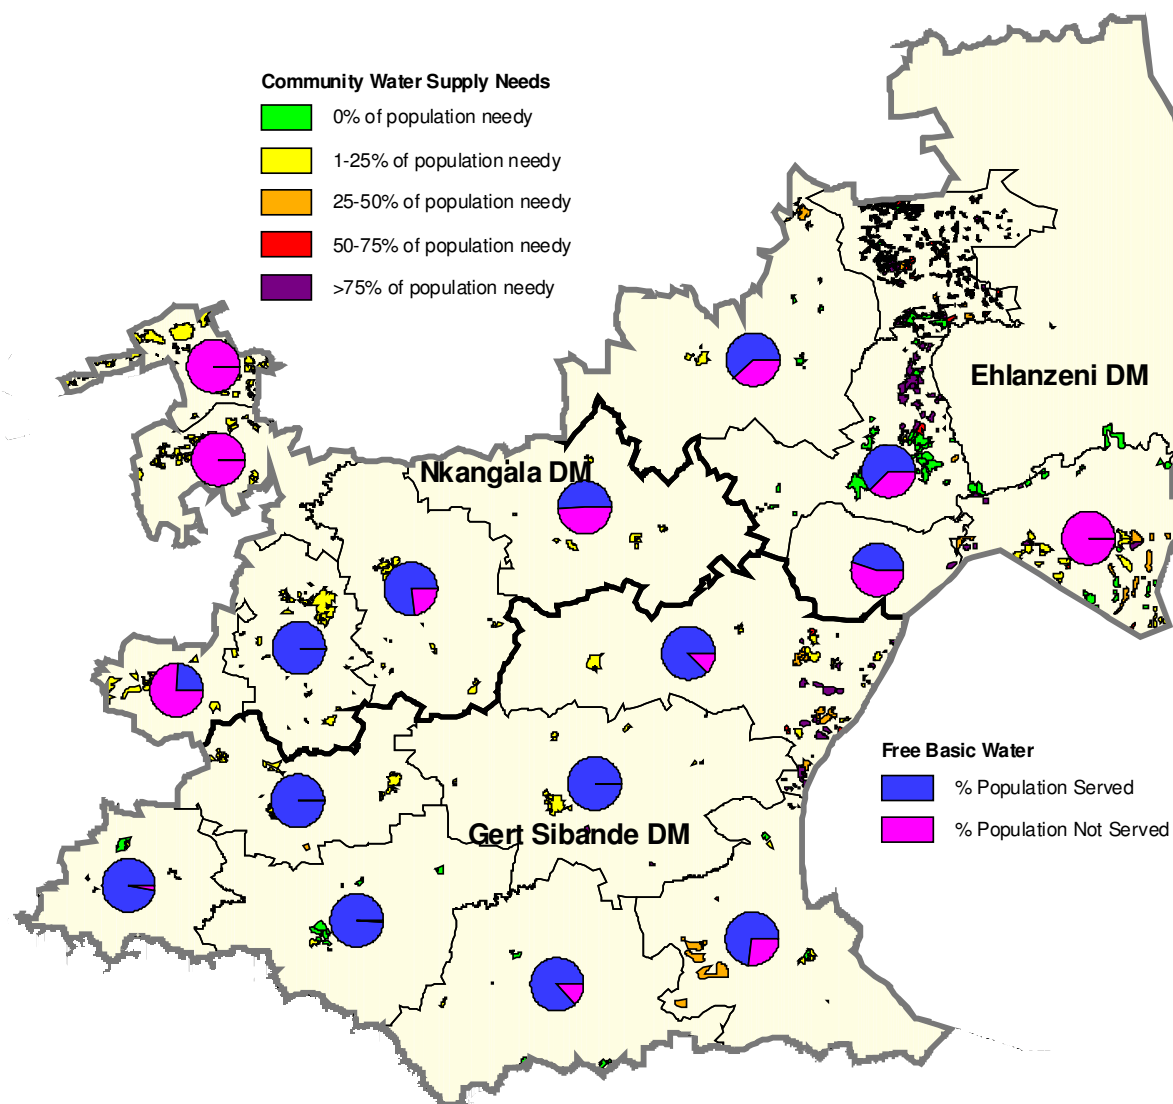 Community Water Supply Needs
0% of population needy
1-25% of population needy
25-50% of population needy
50-75% of population needy
>75% of population needy
Ehlanzeni DM
Nkangala DM
Free Basic Water
% Population Served
% Population Not Served
Gert Sibande DM